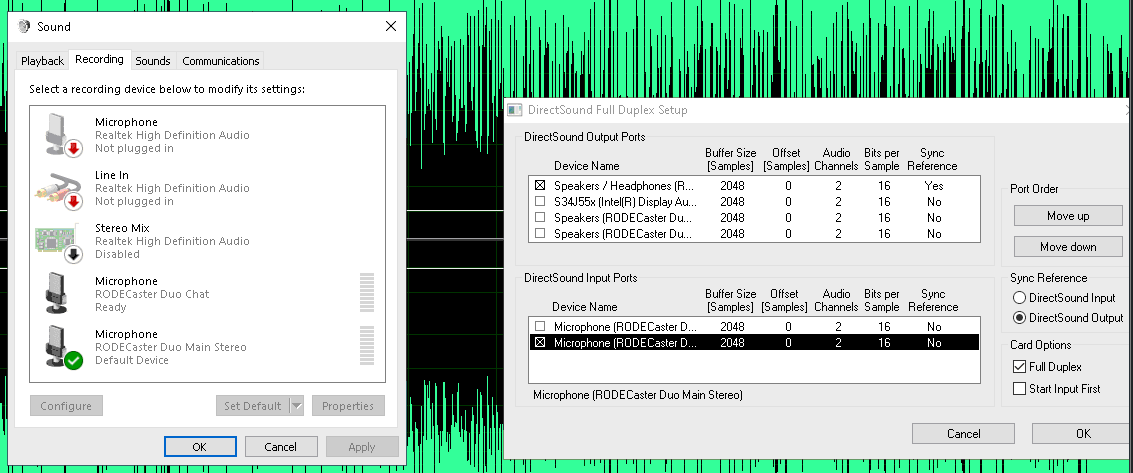 Sound
Playback Recording Sounds Communications
Select a recording device below to modify its settings:
Microphone
Realtek High Definition Audio
Not plugged in
Line In
Realtek High Definition Audio
Not plugged in
Stereo Mix
Realtek High Definition Audio
Disabled
Microphone
RODECaster Duo Chat
Ready
Microphone
RODECaster Duo Main Stereo
Default Device
Configure Set Default Properties
OK Cancel Apply
DirectSound Full Duplex Setup
DirectSound Output Ports
Buffer Size Offset Audio Bits per Sync
Device Name [Samples] [Samples] Channels Sample Reference
Speakers / Headphones (R... 2048 0 2 16 Yes
S34J55x (Intel(R) Display Au... 2048 0 2 16 No
Speakers (RODECaster Du... 2048 0 2 16 No
Speakers (RODECaster Du... 2048 0 2 16 No
DirectSound Input Ports
Buffer Size Offset Audio Bits per Sync
Device Name [Samples] [Samples] Channels Sample Reference
Microphone (RODECaster D... 2048 0 2 16 No
Microphone (RODECaster D... 2048 0 2 16 No
Microphone (RODECaster Duo Main Stereo)
Port Order
Move up
Move down
Sync Reference
DirectSound Input
DirectSound Output
Card Options
Full Duplex
Start Input First
Cancel OK